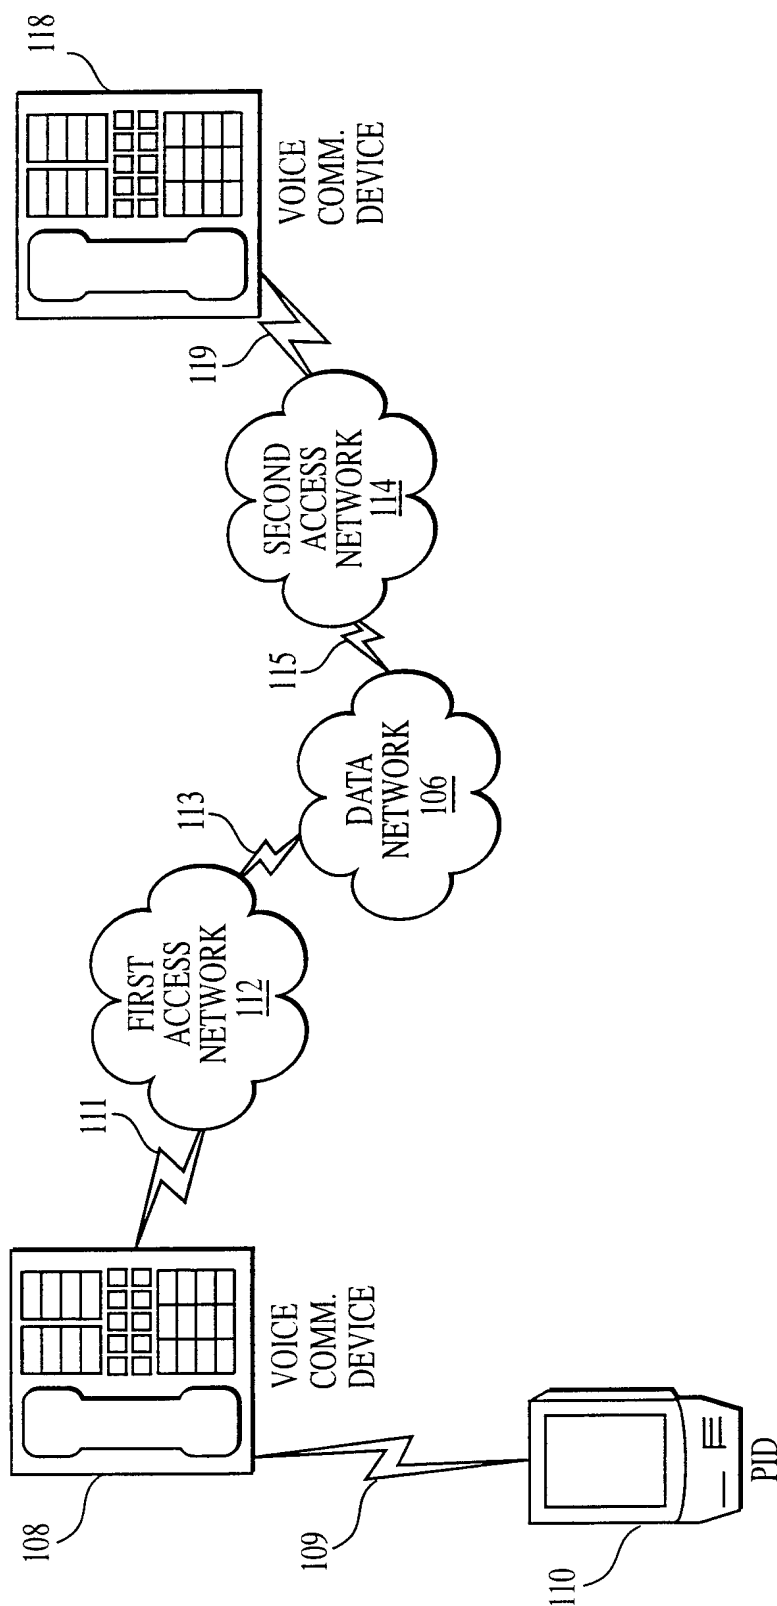 118
VOICE
COMM.
DEVICE
119
SECOND
ACCESS
NETWORK
114
115
DATA
NETWORK
106
113
FIRST
ACCESS
NETWORK
112
111
VOICE
COMM.
DEVICE
108
109
110
PID